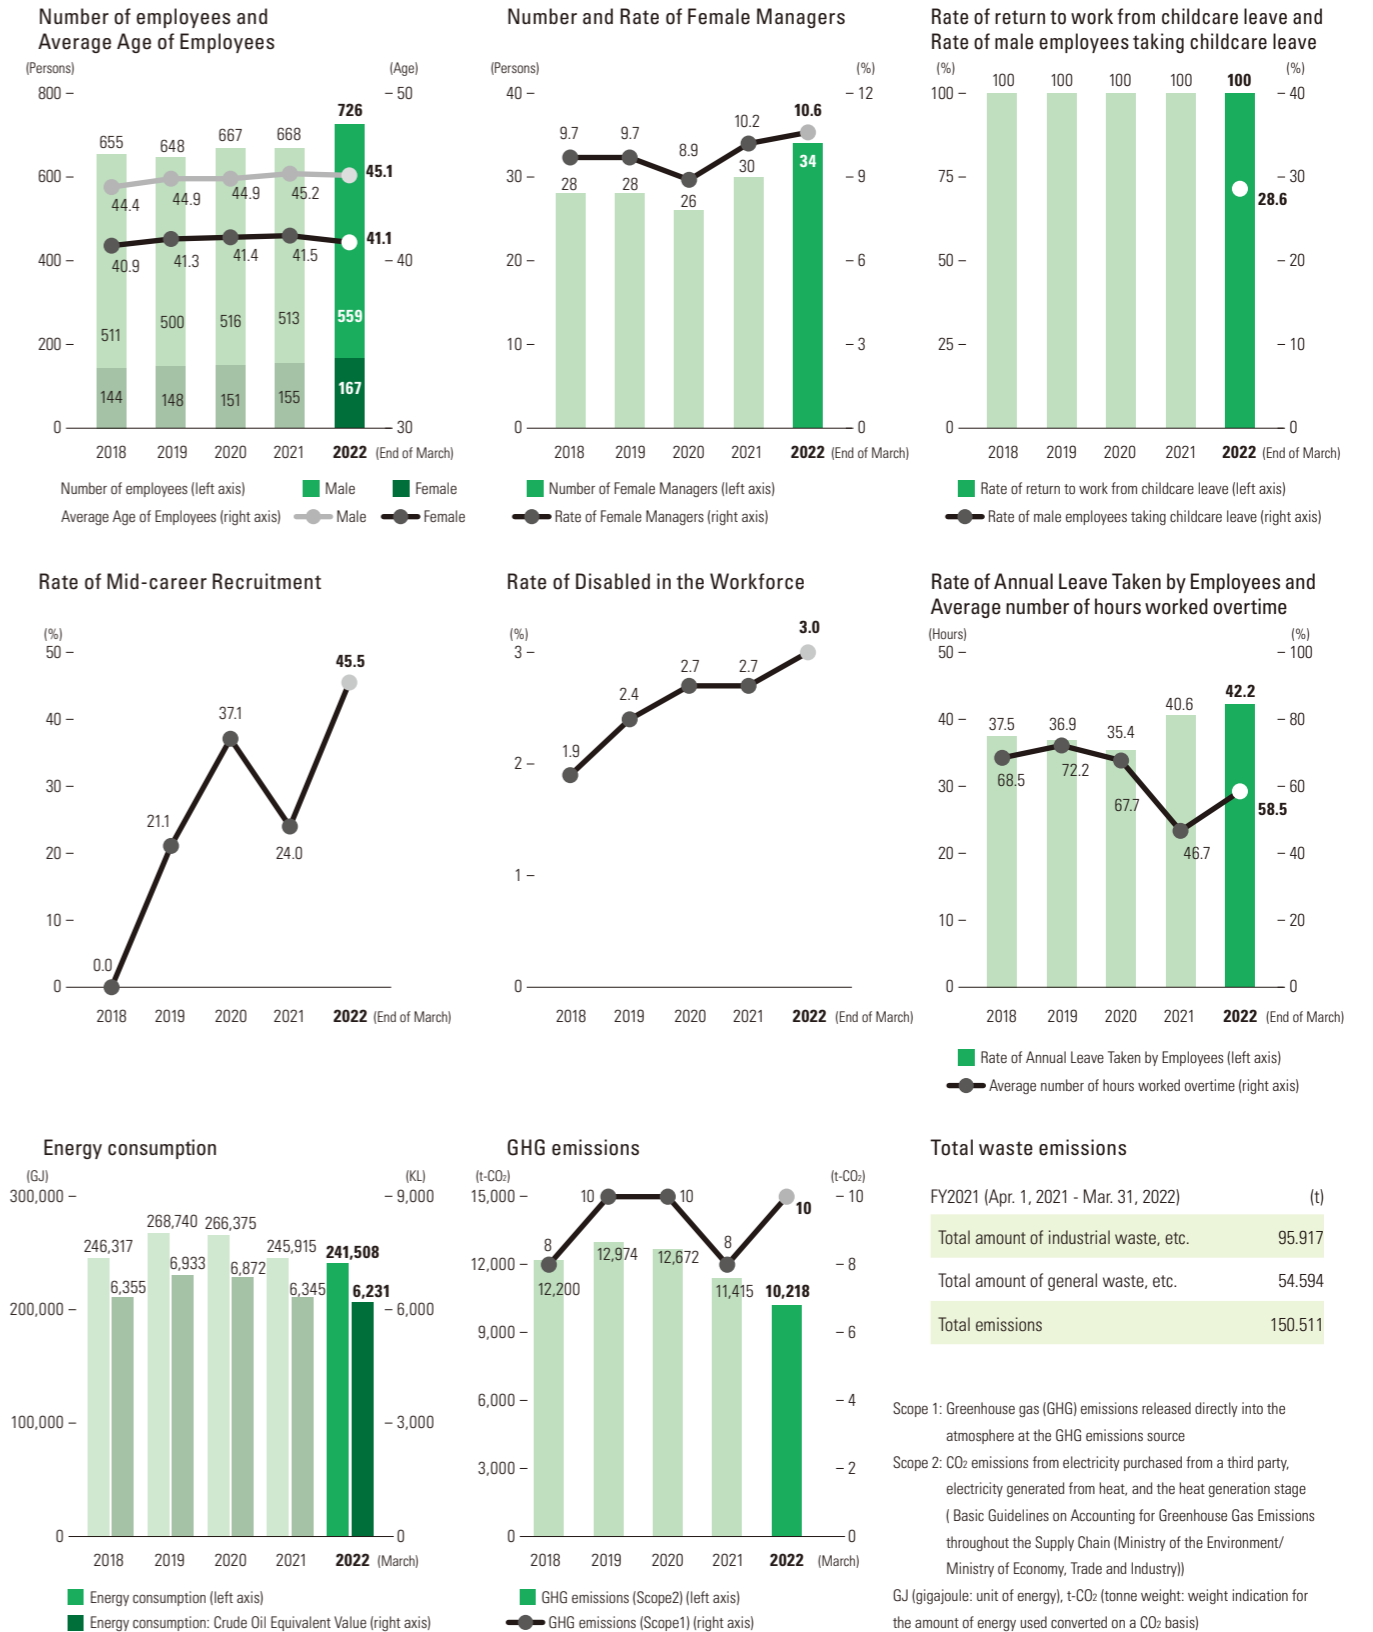 Number of employees and
Average Age of Employees
(Persons)
(Age)
800
600
400
200
0
50
40
30
655
648
667
668
726
44.4
44.9
44.9
45.2
45.1
40.9
41.3
41.4
41.5
41.1
511
500
516
513
559
144
148
151
155
167
2018 2019 2020 2021 2022 (End of March)
Number of employees (left axis) Male Female
Average Age of Employees (right axis) Male Female
Number and Rate of Female Managers
(Persons)
(%)
40
30
20
10
0
12
9
6
3
0
9.7
9.7
8.9
10.2
10.6
28
28
26
30
34
2018 2019 2020 2021 2022 (End of March)
Number of Female Managers (left axis)
Rate of Female Managers (right axis)
Rate of return to work from childcare leave and
Rate of male employees taking childcare leave
(%)
(%)
100
75
50
25
0
40
30
20
10
0
100
100
100
100
100
28.6
2018 2019 2020 2021 2022 (End of March)
Rate of return to work from childcare leave (left axis)
Rate of male employees taking childcare leave (right axis)
Rate of Mid-career Recruitment
(%)
50
40
30
20
10
0
0.0
21.1
37.1
24.0
45.5
2018 2019 2020 2021 2022 (End of March)
Rate of Disabled in the Workforce
(%)
3
2
1
0
1.9
2.4
2.7
2.7
3.0
2018 2019 2020 2021 2022 (End of March)
Rate of Annual Leave Taken by Employees and
Average number of hours worked overtime
(Hours)
(%)
50
40
30
20
10
0
100
80
60
40
20
0
37.5
36.9
35.4
40.6
42.2
68.5
72.2
67.7
46.7
58.5
2018 2019 2020 2021 2022 (End of March)
Rate of Annual Leave Taken by Employees (left axis)
Average number of hours worked overtime (right axis)
Energy consumption
(GJ)
(KL)
300,000
200,000
100,000
0
9,000
6,000
3,000
0
246,317
268,740
266,375
245,915
241,508
6,355
6,933
6,872
6,345
6,231
2018 2019 2020 2021 2022 (March)
Energy consumption (left axis)
Energy consumption: Crude Oil Equivalent Value (right axis)
GHG emissions
(t-CO2)
(t-CO2)
15,000
12,000
9,000
6,000
3,000
0
10
8
6
4
2
0
8
10
10
8
10
12,200
12,974
12,672
11,415
10,218
2018 2019 2020 2021 2022 (March)
GHG emissions (Scope2) (left axis)
GHG emissions (Scope1) (right axis)
Total waste emissions
FY2021 (Apr. 1, 2021 - Mar. 31, 2022) (t)
Total amount of industrial waste, etc. 95.917
Total amount of general waste, etc. 54.594
Total emissions 150.511
Scope 1: Greenhouse gas (GHG) emissions released directly into the
atmosphere at the GHG emissions source
Scope 2: CO2 emissions from electricity purchased from a third party,
electricity generated from heat, and the heat generation stage
( Basic Guidelines on Accounting for Greenhouse Gas Emissions
throughout the Supply Chain (Ministry of the Environment/
Ministry of Economy, Trade and Industry))
GJ (gigajoule: unit of energy), t-CO2 (tonne weight: weight indication for
the amount of energy used converted on a CO2 basis)